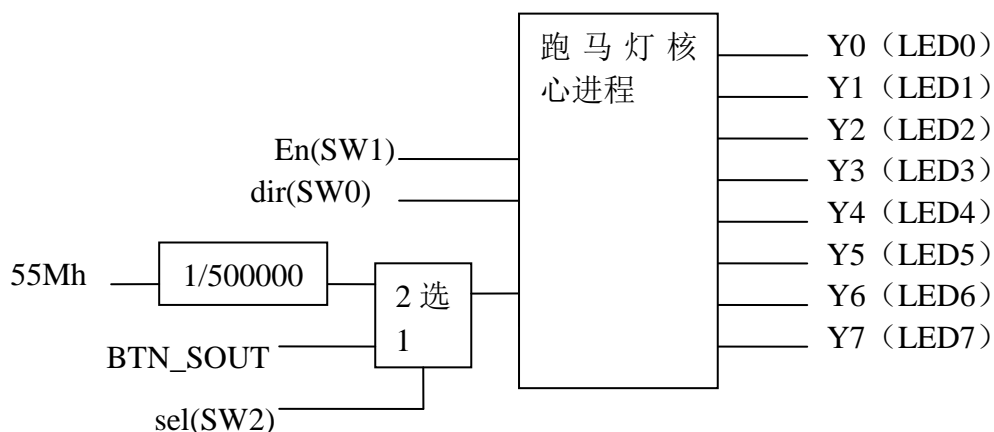 跑马灯核
心进程
Y0（LED0）
Y1（LED1）
Y2（LED2）
Y3（LED3）
Y4（LED4）
Y5（LED5）
Y6（LED6）
Y7（LED7）
En(SW1)
dir(SW0)
55Mh
1/500000
2 选
1
BTN_SOUT
sel(SW2)